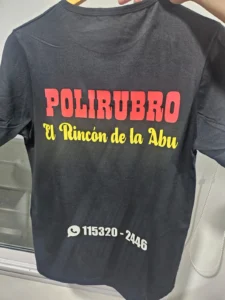 POLIRUBRO
El Rincón de la Abu
115320-2446